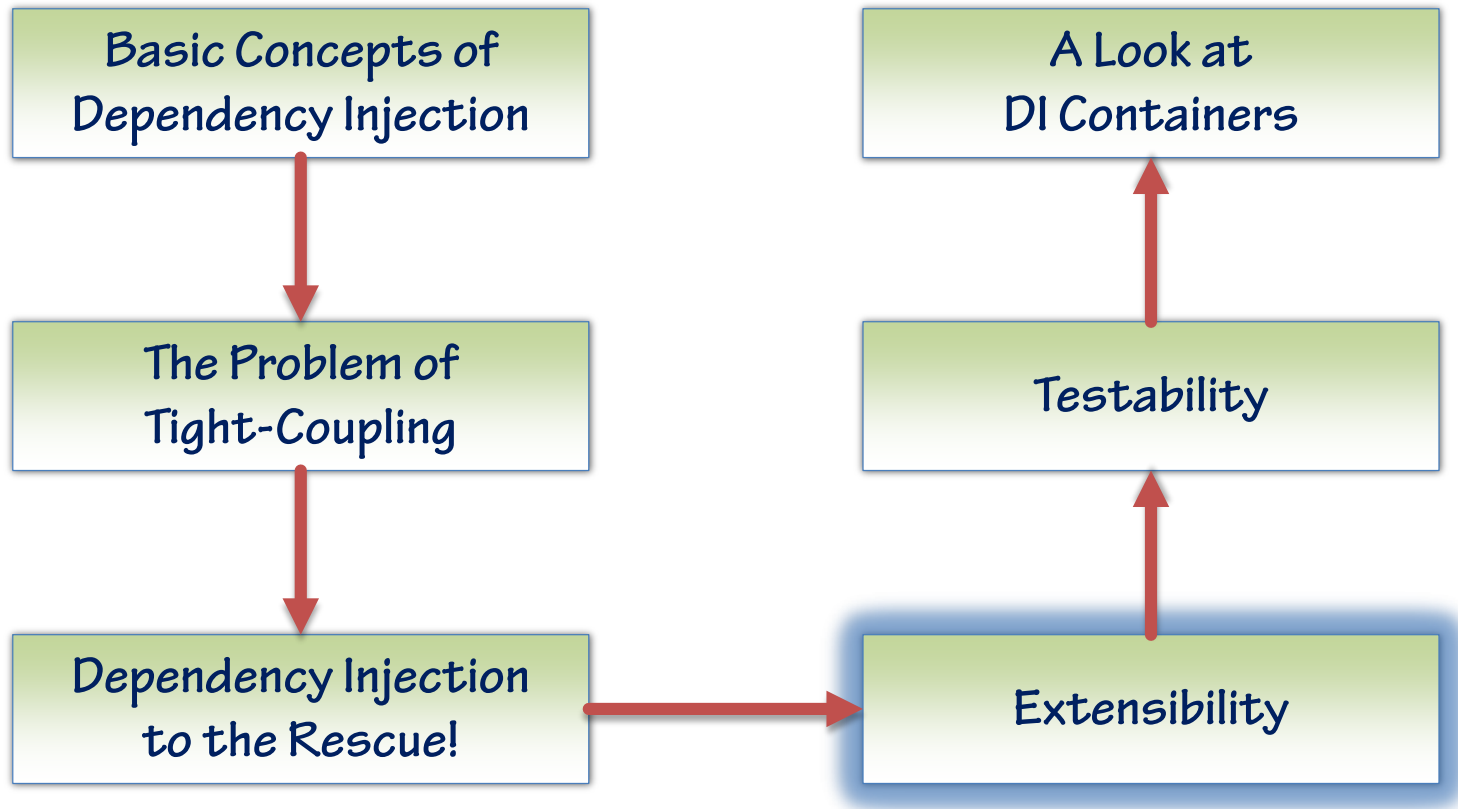 Basic Concepts of
Dependency Injection
The Problem of
Tight-Coupling
Dependency Injection
to the Rescue!
Extensibility
Testability
A Look at
DI Containers